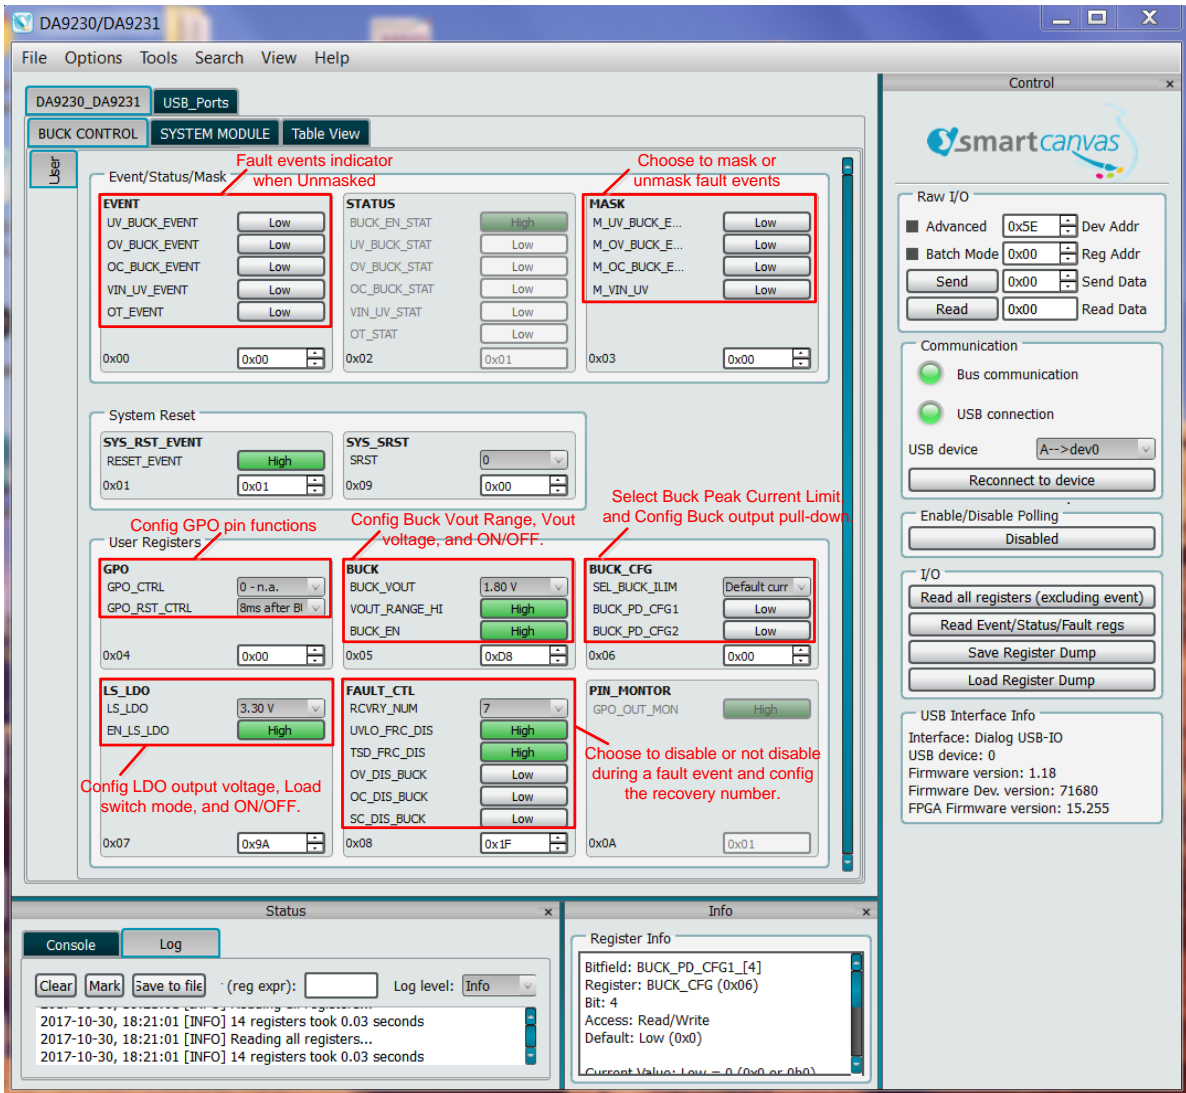 DA9230/DA9231
File Options Tools Search View Help
DA9230_DA9231 USB_Ports
BUCK CONTROL SYSTEM MODULE Table View
User
Fault events indicator
when Unmasked
Choose to mask or
unmask fault events
Event/Status/Mask
EVENT
UV_BUCK_EVENT Low
OV_BUCK_EVENT Low
OC_BUCK_EVENT Low
VIN_UV_EVENT Low
OT_EVENT Low
0x00 0x00
STATUS
BUCK_EN_STAT High
UV_BUCK_STAT Low
OV_BUCK_STAT Low
OC_BUCK_STAT Low
VIN_UV_STAT Low
OT_STAT Low
0x02 0x01
MASK
M_UV_BUCK_E... Low
M_OV_BUCK_E... Low
M_OC_BUCK_E... Low
M_VIN_UV Low
0x03 0x00
System Reset
SYS_RST_EVENT
RESET_EVENT High
0x01 0x01
SYS_SRST
SRST 0
0x09 0x00
Config GPO pin functions
Config Buck Vout Range, Vout
voltage, and ON/OFF.
Select Buck Peak Current Limit,
and Config Buck output pull-down.
User Registers
GPO
GPO_CTRL 0 - n.a.
GPO_RST_CTRL 8ms after Bl
0x04 0x00
BUCK
BUCK_VOUT 1.80 V
VOUT_RANGE_HI High
BUCK_EN High
0x05 0xD8
BUCK_CFG
SEL_BUCK_ILIM Default curr
BUCK_PD_CFG1 Low
BUCK_PD_CFG2 Low
0x06 0x00
LS_LDO
LS_LDO 3.30 V
EN_LS_LDO High
Config LDO output voltage, Load
switch mode, and ON/OFF.
0x07 0x9A
FAULT_CTL
RCVRY_NUM 7
UVLO_FRC_DIS High
TSD_FRC_DIS High
OV_DIS_BUCK Low
OC_DIS_BUCK Low
SC_DIS_BUCK Low
0x08 0x1F
PIN_MONTOR
GPO_OUT_MON High
Choose to disable or not disable
during a fault event and config
the recovery number.
0x0A 0x01
Control
smartcanvas
Raw I/O
Advanced 0x5E Dev Addr
Batch Mode 0x00 Reg Addr
Send 0x00 Send Data
Read 0x00 Read Data
Communication
Bus communication
USB connection
USB device A-->dev0
Reconnect to device
Enable/Disable Polling
Disabled
I/O
Read all registers (excluding event)
Read Event/Status/Fault regs
Save Register Dump
Load Register Dump
USB Interface Info
Interface: Dialog USB-IO
USB device: 0
Firmware version: 1.18
Firmware Dev. version: 71680
FPGA Firmware version: 15.255
Status
Console Log
Clear Mark Save to file (reg expr): Log level: Info
2017-10-30, 18:21:01 [INFO] Reading all registers...
2017-10-30, 18:21:01 [INFO] 14 registers took 0.03 seconds
2017-10-30, 18:21:01 [INFO] Reading all registers...
2017-10-30, 18:21:01 [INFO] 14 registers took 0.03 seconds
Info
Register Info
Bitfield: BUCK_PD_CFG1_[4]
Register: BUCK_CFG (0x06)
Bit: 4
Access: Read/Write
Default: Low (0x0)
Current Value: Low = 0 (0x0 or 0b0)